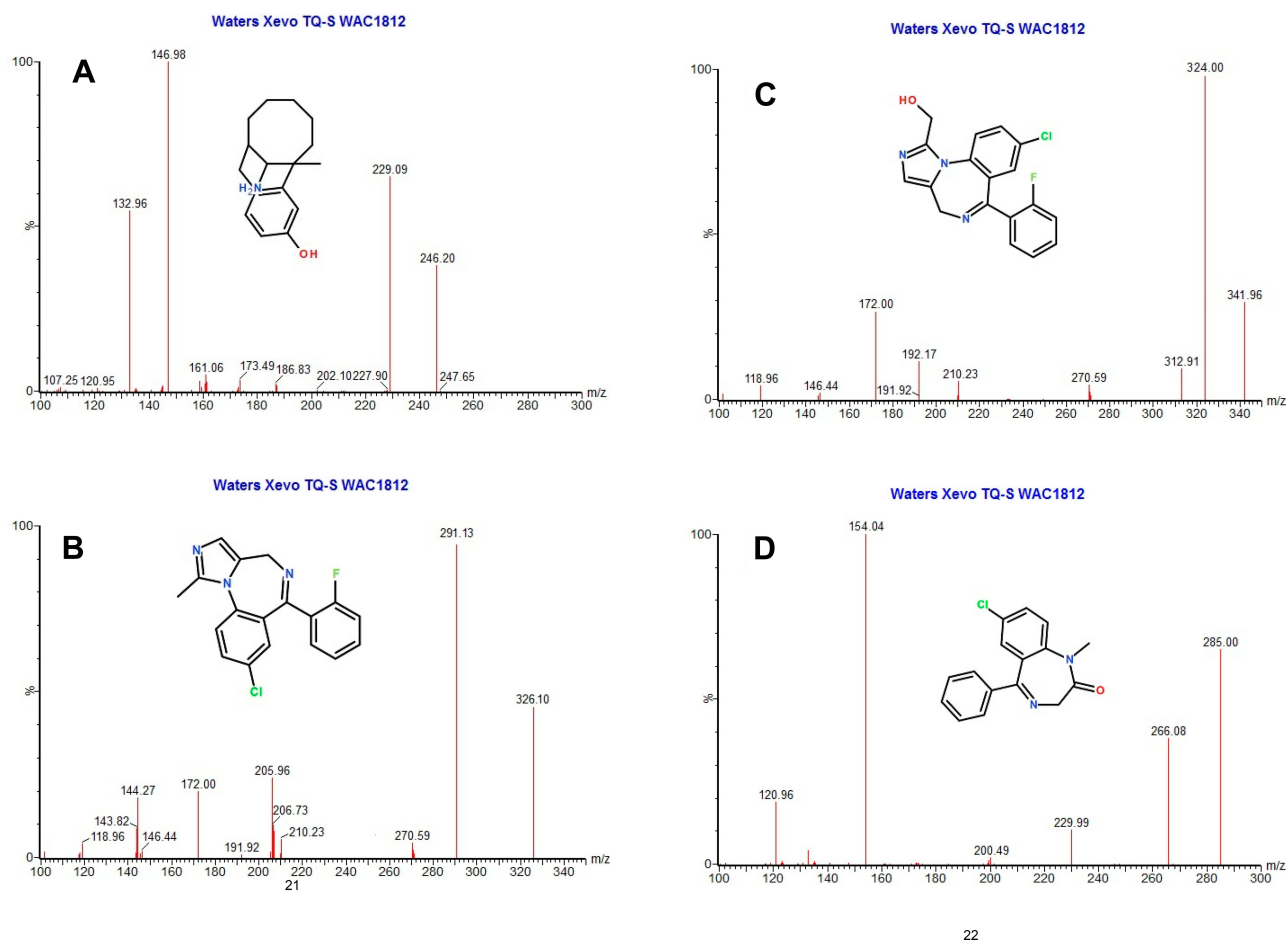 Waters Xevo TQ-S WAC1812
A
100
%
0
146.98
229.09
132.96
246.20
107.25
120.95
161.06
173.49
186.83
202.10
227.90
247.65
H2N
OH
100 120 140 160 180 200 220 240 260 280 300
m/z
Waters Xevo TQ-S WAC1812
C
100
%
0
324.00
341.96
172.00
192.17
118.96
146.44
191.92
210.23
270.59
312.91
HO
Cl
N
N
F
N
100 120 140 160 180 200 220 240 260 280 300 320 340
m/z
Waters Xevo TQ-S WAC1812
B
100
%
0
291.13
326.10
205.96
172.00
144.27
206.73
143.82
210.23
118.96
146.44
191.92
270.59
N
N
N
F
Cl
100 120 140 160 180 200 220 240 260 280 300 320 340
m/z
21
Waters Xevo TQ-S WAC1812
D
100
%
0
154.04
285.00
266.08
120.96
229.99
200.49
Cl
N
O
N
100 120 140 160 180 200 220 240 260 280 300
m/z
22